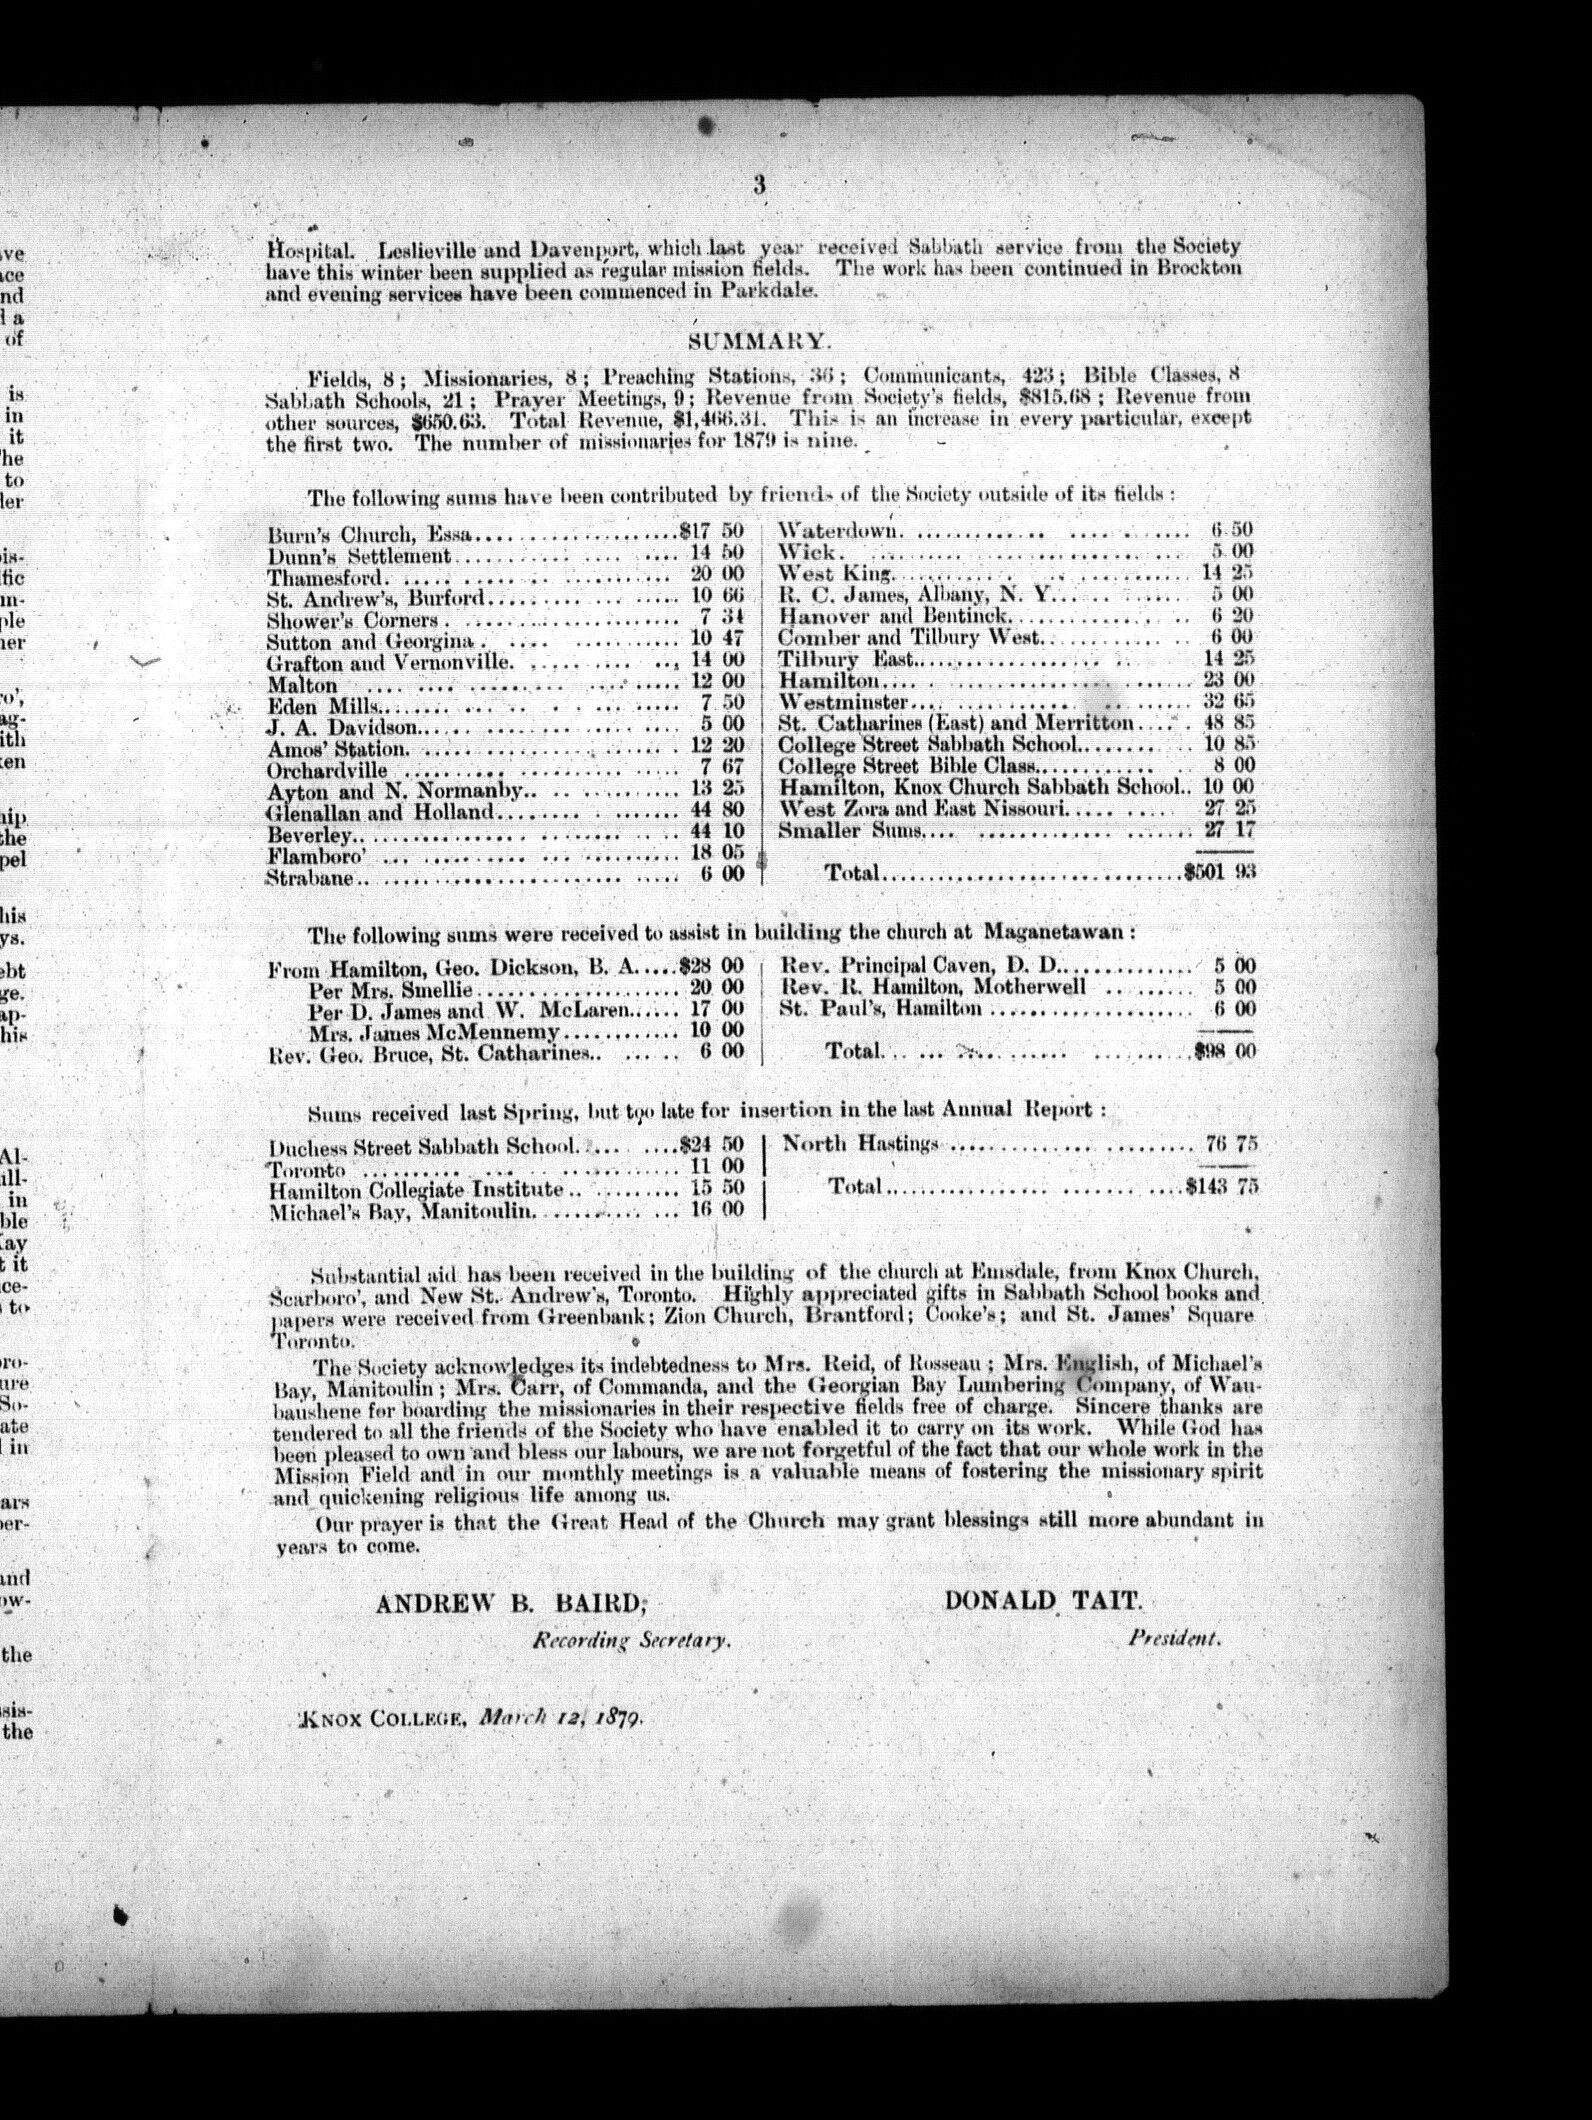 3
Hospital. Leslieville and Davenport, which last year received Sabbath service from the Society
have this winter been supplied as regular mission fields. The work has been continued in Brockton
and evening services have been commenced in Parkdale.
SUMMARY.
Fields, 8; Missionaries, 8; Preaching Stations, 36; Communicants, 423; Bible Classes, 8
Sabbath Schools, 21; Prayer Meetings, 9; Revenue from Society's fields, $815.68; Revenue from
other sources, $650.63. Total Revenue, $1,466.31. This is an increase in every particular, except
the first two. The number of missionaries for 1879 is nine.
The following sums have been contributed by friends of the Society outside of its fields:
Burn's Church, Essa....................$17 50
Dunn's Settlement.................... 14 50
Thamesford.................... 20 00
St. Andrew's, Burford.................... 10 66
Shower's Corners.................... 7 34
Sutton and Georgina.................... 10 47
Grafton and Vernonville.................... 14 00
Malton .................... 12 00
Eden Mills.................... 7 50
J. A. Davidson.................... 5 00
Amos' Station.................... 12 20
Orchardville .................... 7 67
Ayton and N. Normanby.................... 13 25
Glenallan and Holland.................... 44 80
Beverley.................... 44 10
Flamboro' .................... 18 05
Strabane.................... 6 00
Waterdown.................... 6 50
Wick.................... 5 00
West King.................... 14 25
R. C. James, Albany, N. Y.................... 5 00
Hanover and Bentinck.................... 6 20
Comber and Tilbury West.................... 6 00
Tilbury East.................... 14 25
Hamilton.................... 23 00
Westminster.................... 32 65
St. Catharines (East) and Merritton..... 48 85
College Street Sabbath School.......... 10 85
College Street Bible Class............ 8 00
Hamilton, Knox Church Sabbath School.. 10 00
West Zora and East Nissouri.......... 27 25
Smaller Sums.................... 27 17
Total..............................$501 93
The following sums were received to assist in building the church at Maganetawan:
From Hamilton, Geo. Dickson, B. A.....$28 00
Per Mrs. Smellie.................... 20 00
Per D. James and W. McLaren...... 17 00
Mrs. James McMennemy............ 10 00
Rev. Geo. Bruce, St. Catharines........ 6 00
Rev. Principal Caven, D. D.............. 5 00
Rev. R. Hamilton, Motherwell ......... 5 00
St. Paul's, Hamilton .................... 6 00
Total..............................$98 00
Sums received last Spring, but too late for insertion in the last Annual Report:
Duchess Street Sabbath School.........$24 50
Toronto .................... 11 00
Hamilton Collegiate Institute........... 15 50
Michael's Bay, Manitoulin.............. 16 00
North Hastings .................... 76 75
Total..............................$143 75
Substantial aid has been received in the building of the church at Emsdale, from Knox Church,
Scarboro', and New St. Andrew's, Toronto. Highly appreciated gifts in Sabbath School books and
papers were received from Greenbank; Zion Church, Brantford; Cooke's; and St. James' Square
Toronto.
The Society acknowledges its indebtedness to Mrs. Reid, of Rosseau; Mrs. English, of Michael's
Bay, Manitoulin; Mrs. Carr, of Commanda, and the Georgian Bay Lumbering Company, of Wau-
baushene for boarding the missionaries in their respective fields free of charge. Sincere thanks are
tendered to all the friends of the Society who have enabled it to carry on its work. While God has
been pleased to own and bless our labours, we are not forgetful of the fact that our whole work in the
Mission Field and in our monthly meetings is a valuable means of fostering the missionary spirit
and quickening religious life among us.
Our prayer is that the Great Head of the Church may grant blessings still more abundant in
years to come.
ANDREW B. BAIRD,
Recording Secretary.
DONALD TAIT.
President.
KNOX COLLEGE, March 12, 1879.